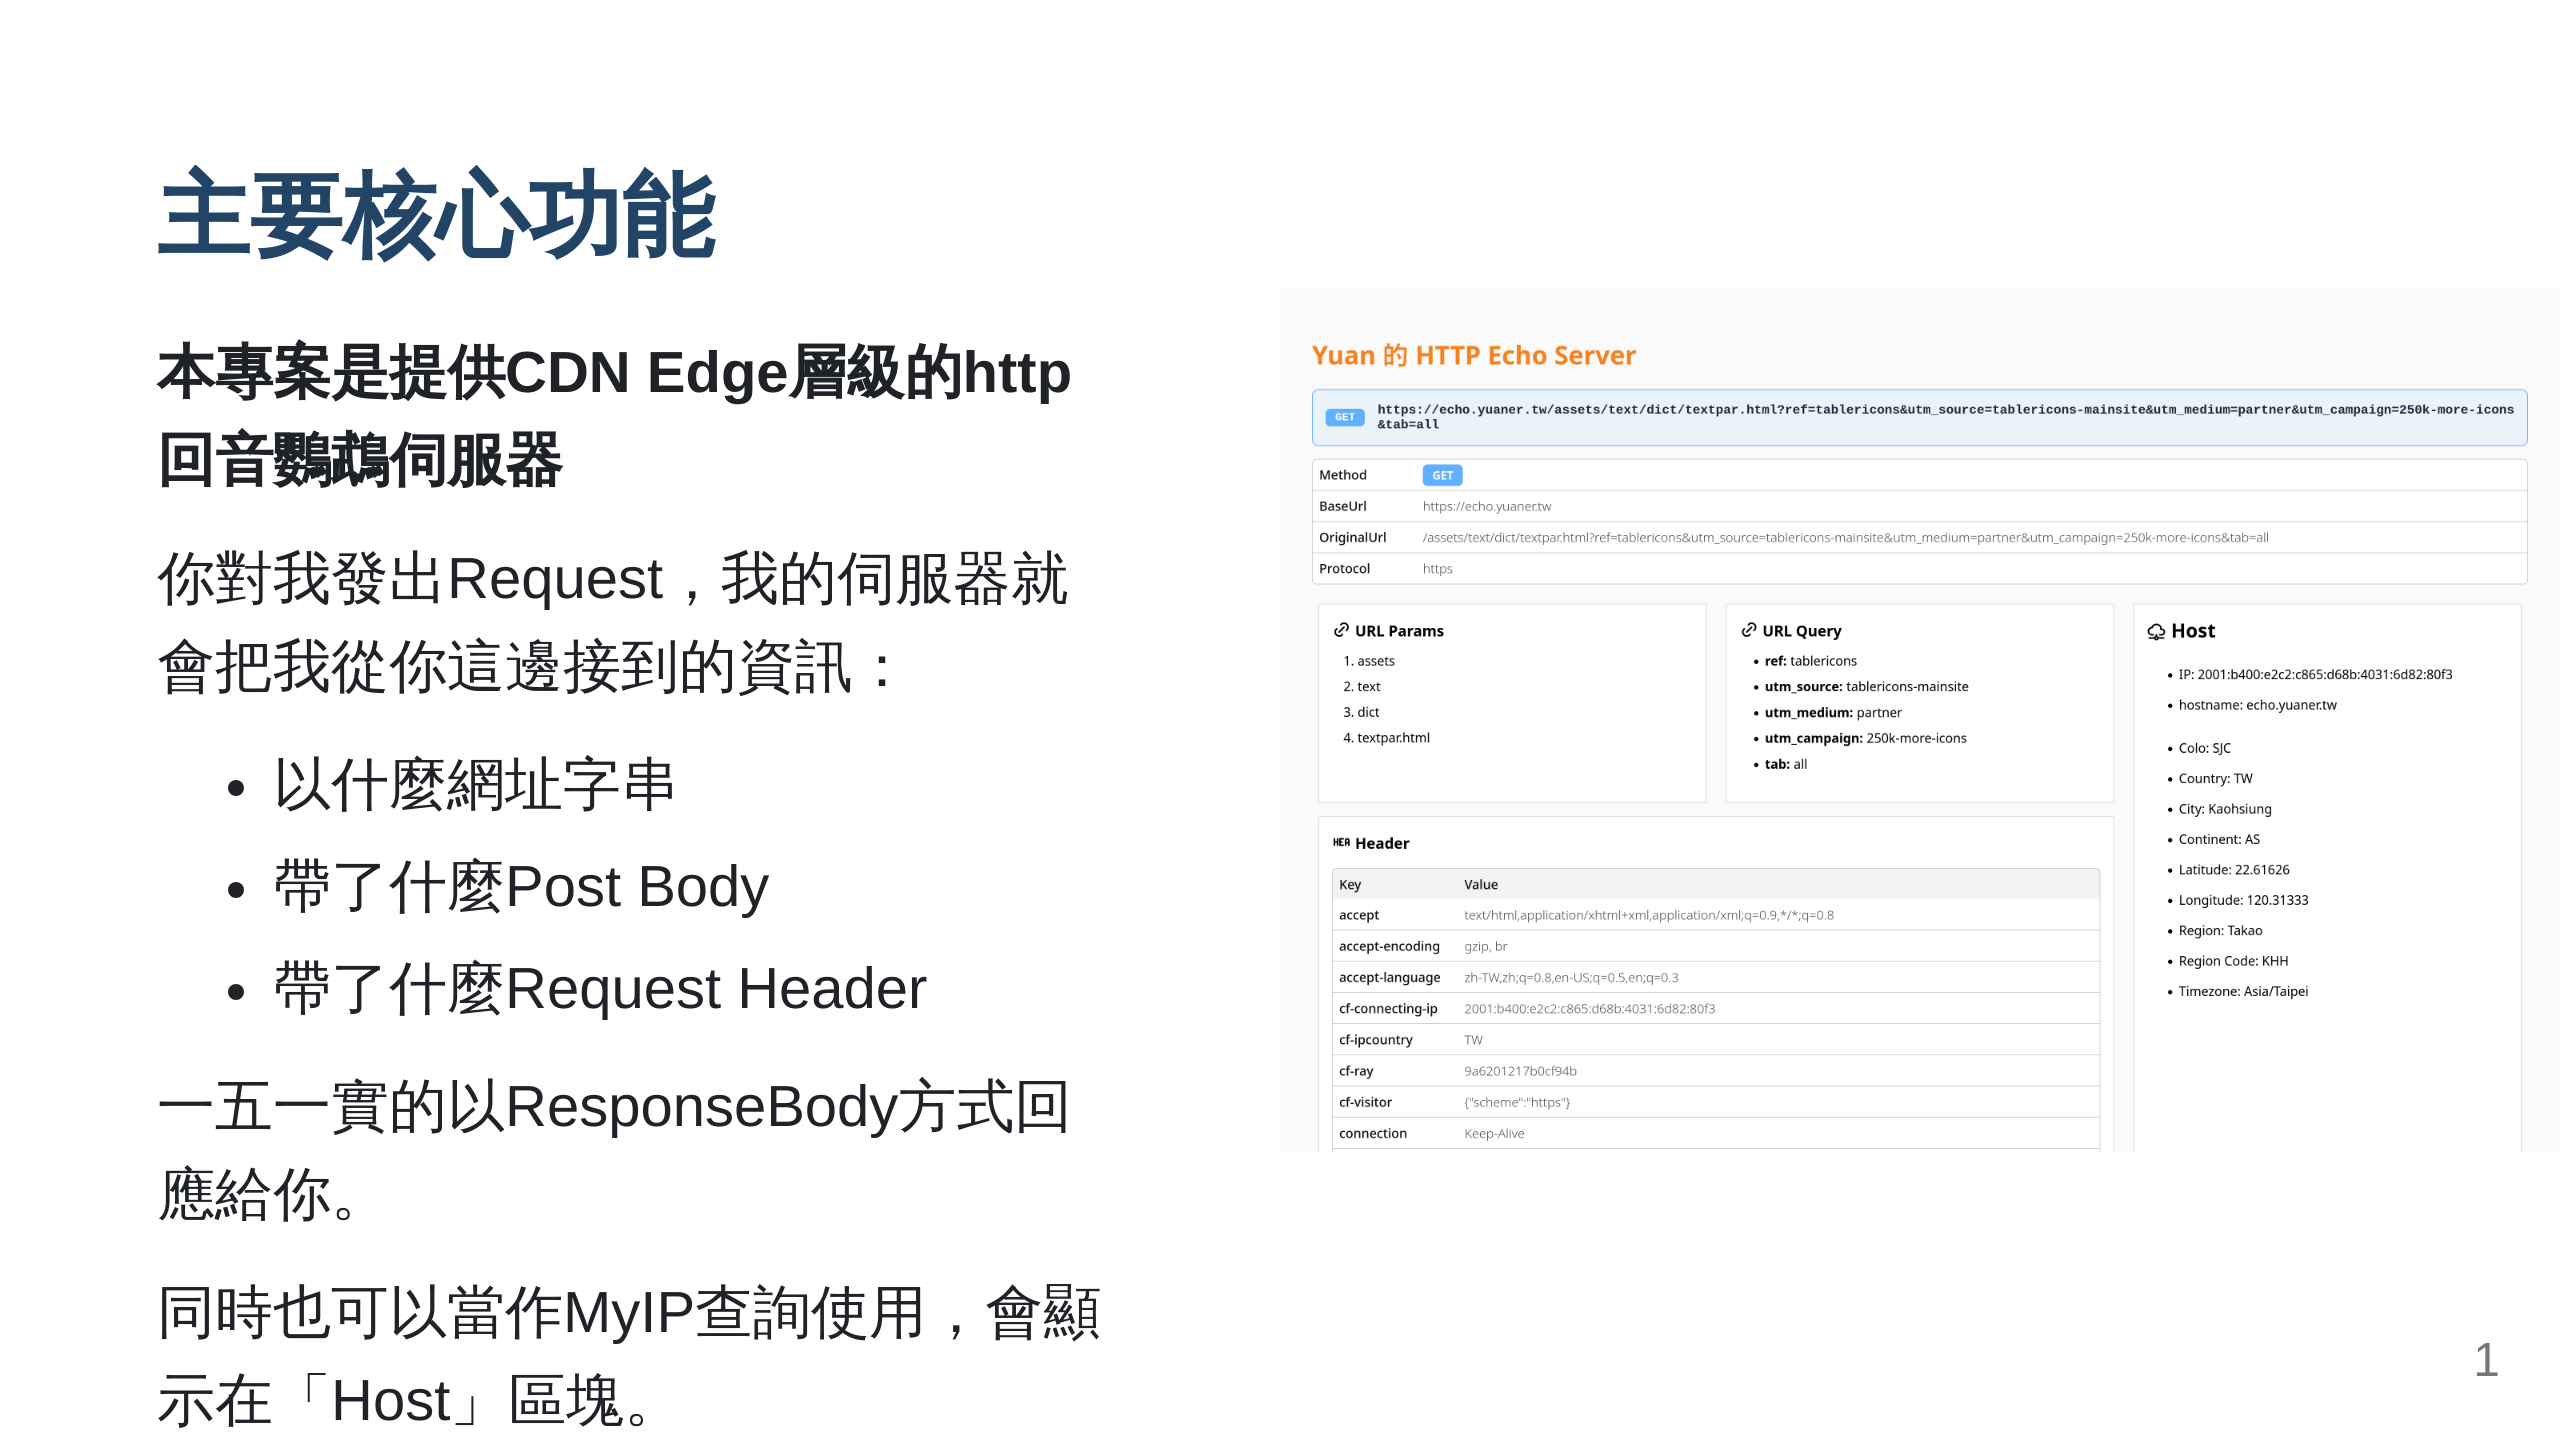 主要核心功能
本專案是提供CDN Edge層級的http
回音鸚鵡伺服器
你對我發出Request，我的伺服器就
會把我從你這邊接到的資訊：
• 以什麼網址字串
• 帶了什麼Post Body
• 帶了什麼Request Header
一五一實的以ResponseBody方式回
應給你。
同時也可以當作MyIP查詢使用，會顯
示在「Host」區塊。
Yuan 的 HTTP Echo Server
GET https://echo.yuaner.tw/assets/text/dict/textpar.html?ref=tablericons&utm_source=tablericons-mainsite&utm_medium=partner&utm_campaign=250k-more-icons
&tab=all
Method GET
BaseUrl https://echo.yuaner.tw
OriginalUrl /assets/text/dict/textpar.html?ref=tablericons&utm_source=tablericons-mainsite&utm_medium=partner&utm_campaign=250k-more-icons&tab=all
Protocol https
URL Params
1. assets
2. text
3. dict
4. textpar.html
URL Query
• ref: tablericons
• utm_source: tablericons-mainsite
• utm_medium: partner
• utm_campaign: 250k-more-icons
• tab: all
Host
• IP: 2001:b400:e2c2:c865:d68b:4031:6d82:80f3
• hostname: echo.yuaner.tw
• Colo: SJC
• Country: TW
• City: Kaohsiung
• Continent: AS
• Latitude: 22.61626
• Longitude: 120.31333
• Region: Takao
• Region Code: KHH
• Timezone: Asia/Taipei
HEA Header
Key Value
accept text/html,application/xhtml+xml,application/xml;q=0.9,*/*;q=0.8
accept-encoding gzip, br
accept-language zh-TW,zh;q=0.8,en-US;q=0.5,en;q=0.3
cf-connecting-ip 2001:b400:e2c2:c865:d68b:4031:6d82:80f3
cf-ipcountry TW
cf-ray 9a6201217b0cf94b
cf-visitor {"scheme":"https"}
connection Keep-Alive
1